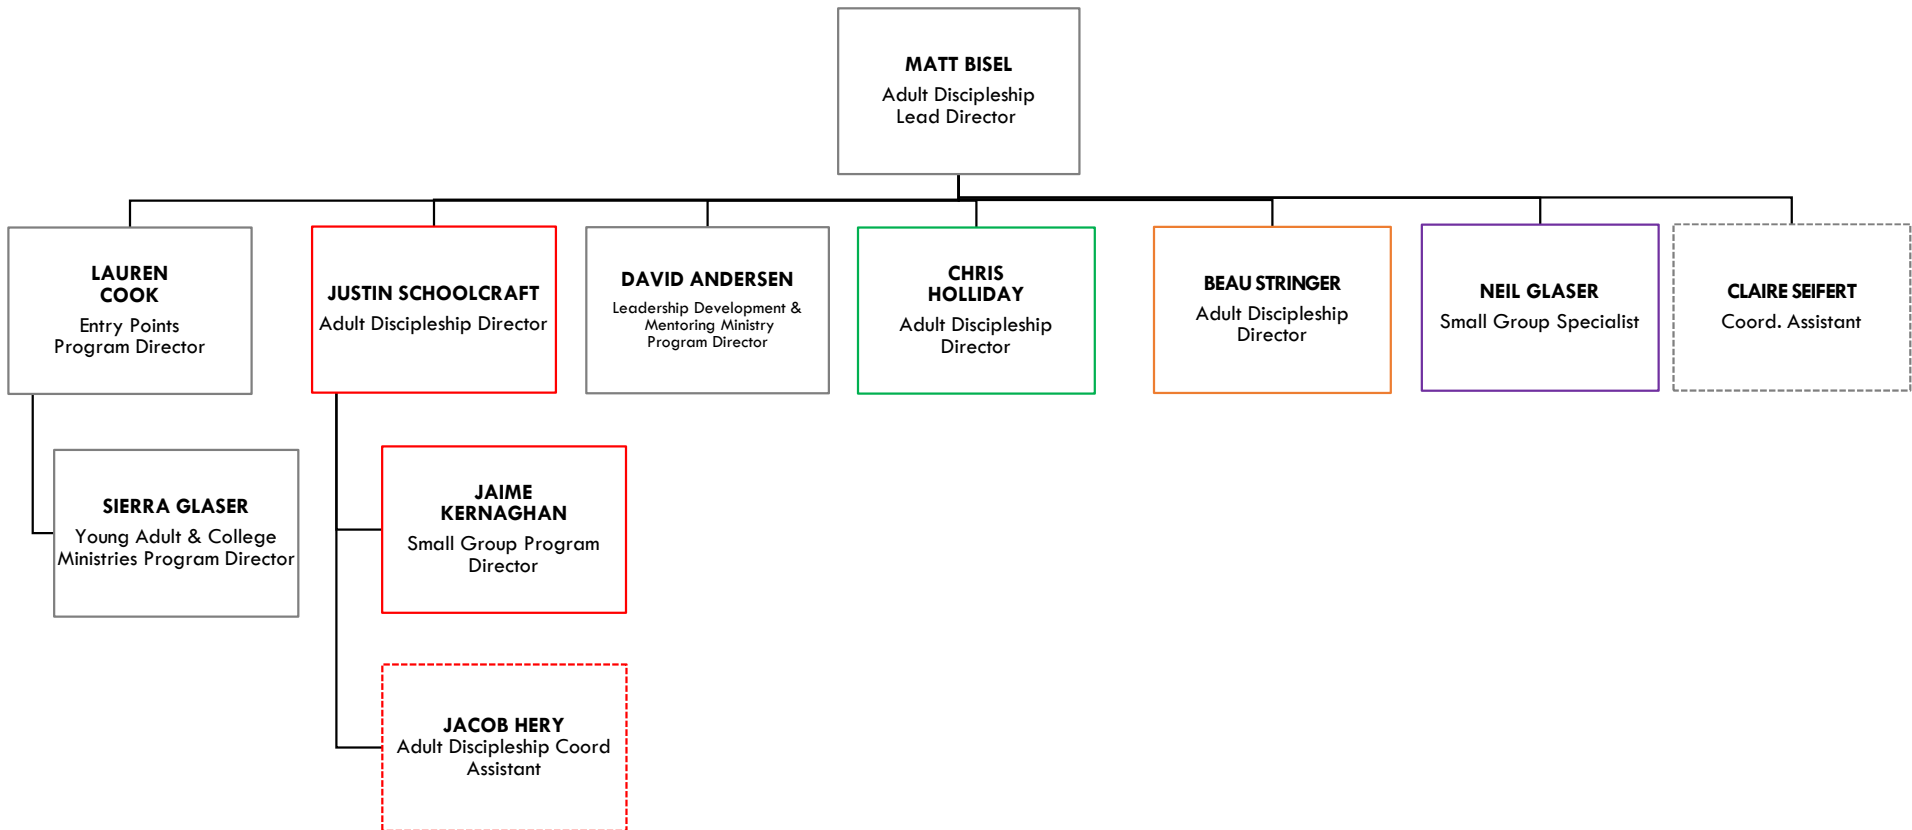 MATT BISEL
Adult Discipleship
Lead Director
LAUREN
COOK
Entry Points
Program Director
JUSTIN SCHOOLCRAFT
Adult Discipleship Director
DAVID ANDERSEN
Leadership Development &
Mentoring Ministry
Program Director
CHRIS
HOLLIDAY
Adult Discipleship
Director
BEAU STRINGER
Adult Discipleship
Director
NEIL GLASER
Small Group Specialist
CLAIRE SEIFERT
Coord. Assistant
SIERRA GLASER
Young Adult & College
Ministries Program Director
JAIME
KERNAGHAN
Small Group Program
Director
JACOB HERY
Adult Discipleship Coord
Assistant